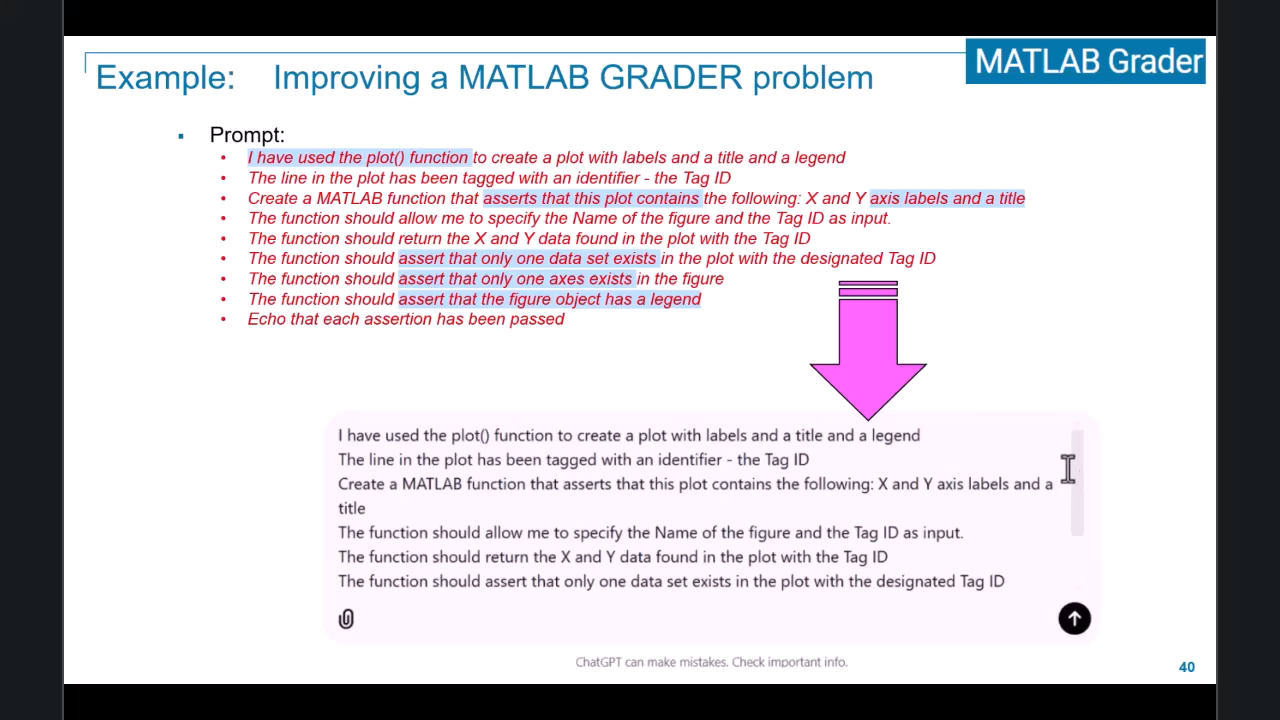 Example: Improving a MATLAB GRADER problem
MATLAB Grader
▪ Prompt:
• I have used the plot() function to create a plot with labels and a title and a legend
• The line in the plot has been tagged with an identifier - the Tag ID
• Create a MATLAB function that asserts that this plot contains the following: X and Y axis labels and a title
• The function should allow me to specify the Name of the figure and the Tag ID as input.
• The function should return the X and Y data found in the plot with the Tag ID
• The function should assert that only one data set exists in the plot with the designated Tag ID
• The function should assert that only one axes exists in the figure
• The function should assert that the figure object has a legend
• Echo that each assertion has been passed
I have used the plot() function to create a plot with labels and a title and a legend
The line in the plot has been tagged with an identifier - the Tag ID
Create a MATLAB function that asserts that this plot contains the following: X and Y axis labels and a
title
The function should allow me to specify the Name of the figure and the Tag ID as input.
The function should return the X and Y data found in the plot with the Tag ID
The function should assert that only one data set exists in the plot with the designated Tag ID
ChatGPT can make mistakes. Check important info.
40